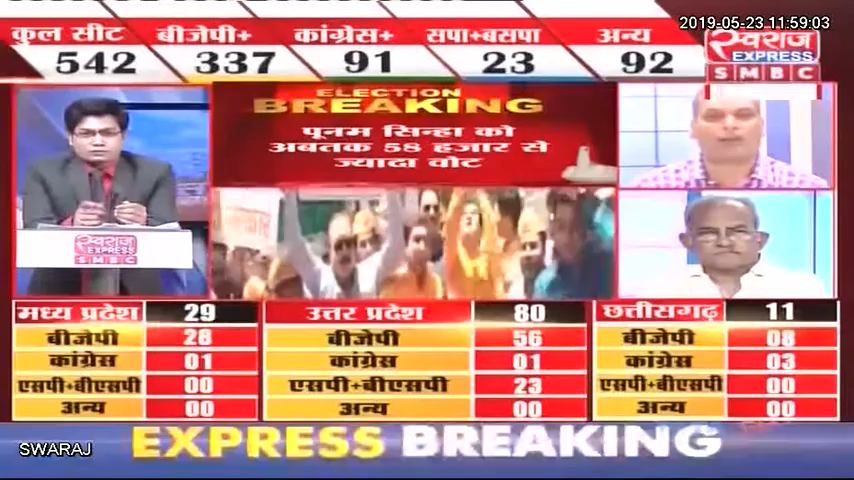 2019-05-23 11:59:03
कुल सीट बीजेपी+ कांग्रेस+ सपा+बसपा अन्य
542 337 91 23 92
स्वराज
EXPRESS
SMBC
ELECTION
BREAKING
पूनम सिन्हा को
अबतक 58 हजार से
ज्यादा वोट
स्वराज
EXPRESS
SMBC
मध्य प्रदेश 29 उत्तर प्रदेश 80 छत्तीसगढ़ 11
बीजेपी 28 बीजेपी 56 बीजेपी 08
कांग्रेस 01 कांग्रेस 01 कांग्रेस 03
एसपी+बीएसपी 00 एसपी+बीएसपी 23 एसपी+बीएसपी 00
अन्य 00 अन्य 00 अन्य 00
SWARAJ EXPRESS BREAKING NEWS